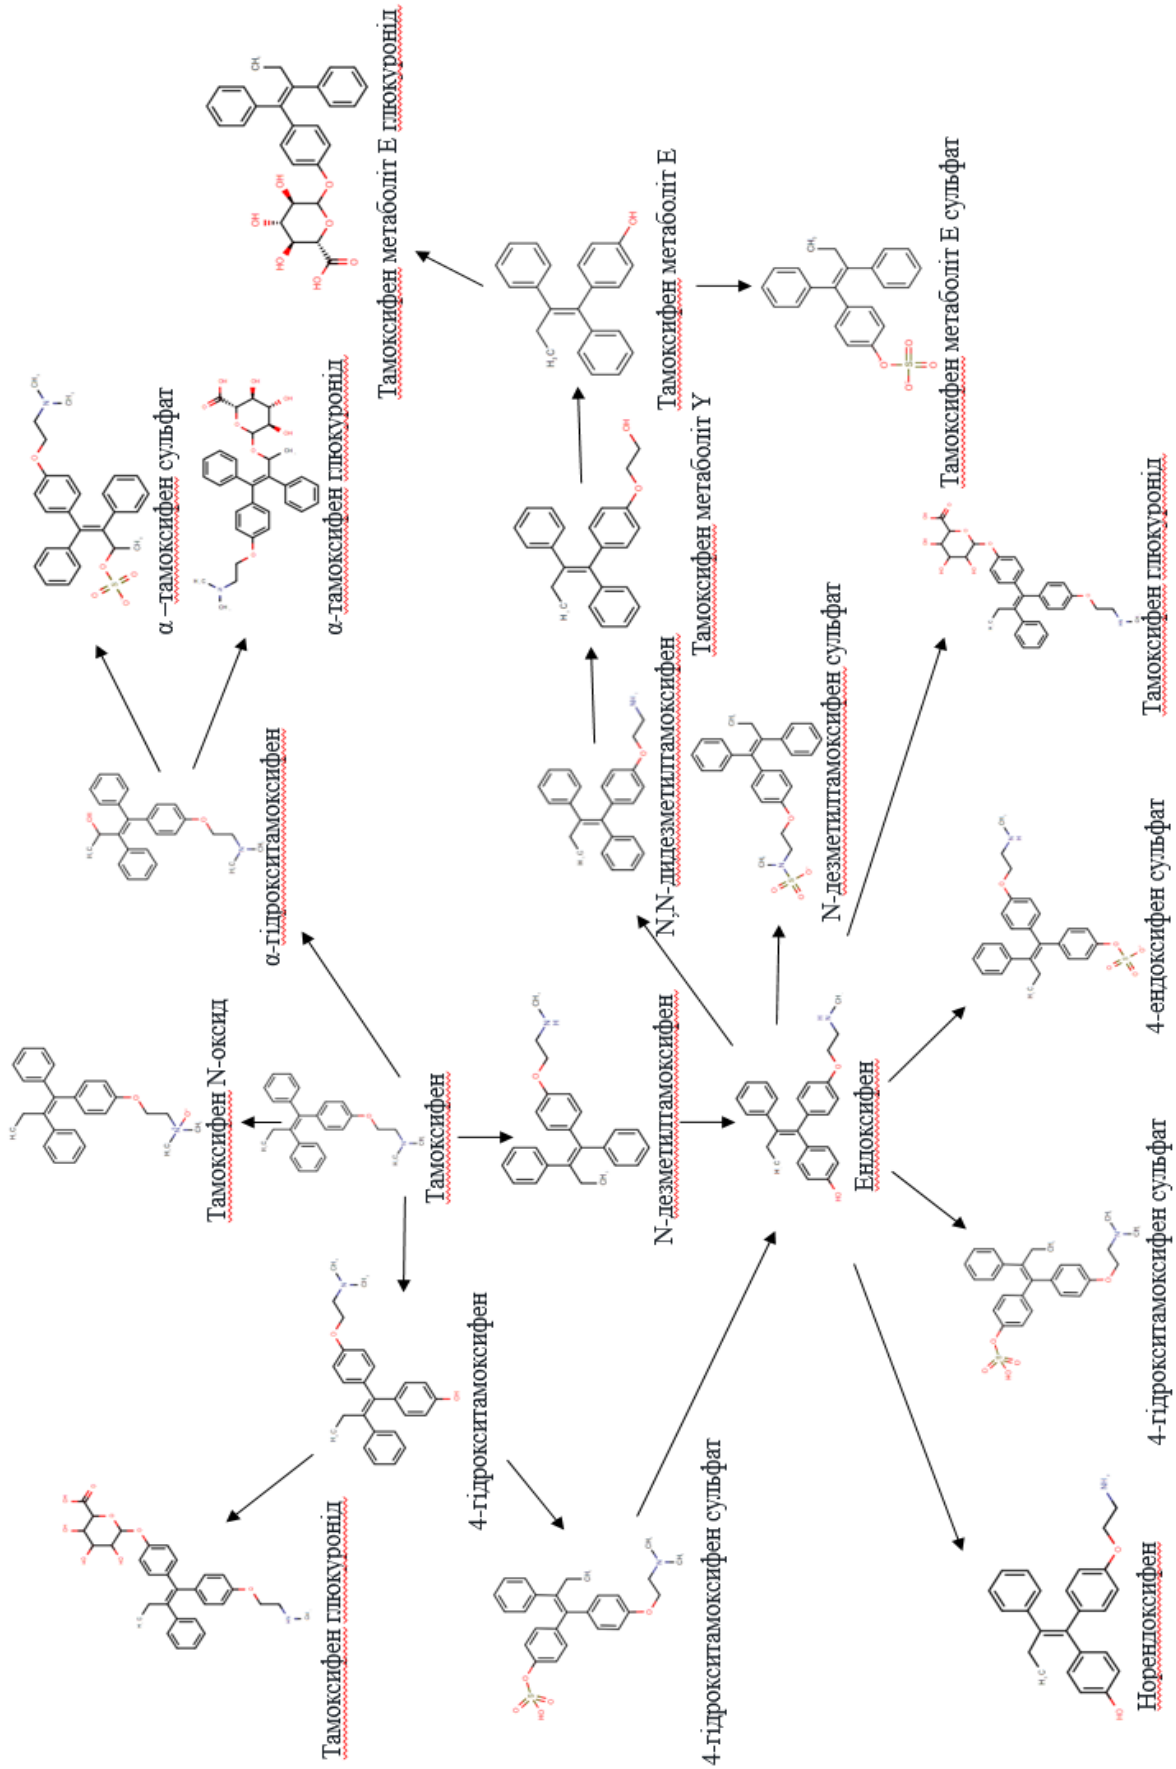 α –тамоксифен сульфат
Тамоксифен N-оксид
α-гідрокситамоксифен
Тамоксифен глюкуронід
α-тамоксифен глюкуронід
Тамоксифен метаболіт Е глюкуронід
Тамоксифен
4-гідрокситамоксифен
N-дезметилтамоксифен
N,N-дидезметилтамоксифен
Тамоксифен метаболіт Е
Тамоксифен метаболіт Y
4-гідрокситамоксифен сульфат
N-дезметилтамоксифен сульфат
Ендоксифен
Тамоксифен метаболіт Е сульфат
Норендоксифен
4-гідрокситамоксифен сульфат
4-ендоксифен сульфат
Тамоксифен глюкуронід